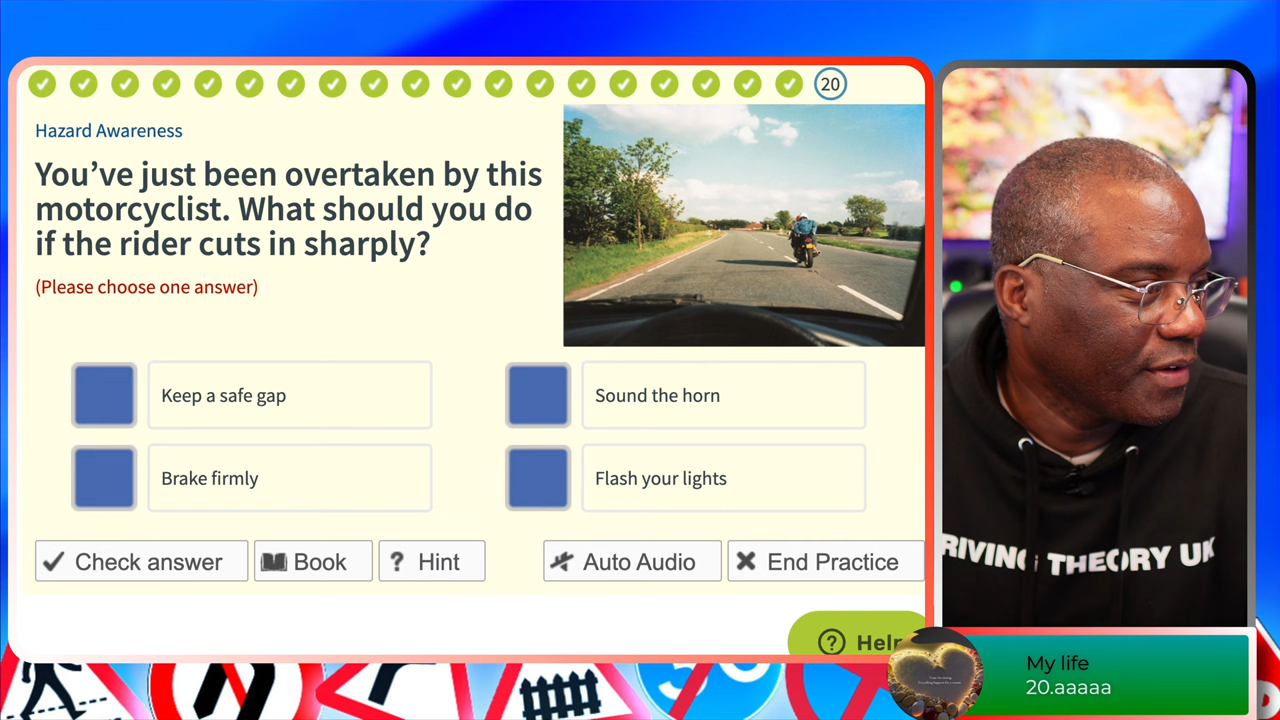 20
Hazard Awareness
You’ve just been overtaken by this
motorcyclist. What should you do
if the rider cuts in sharply?
(Please choose one answer)
Keep a safe gap
Sound the horn
Brake firmly
Flash your lights
Check answer
Book
? Hint
Auto Audio
End Practice
? Help
RIVING THEORY UK
My life
20.aaaaa